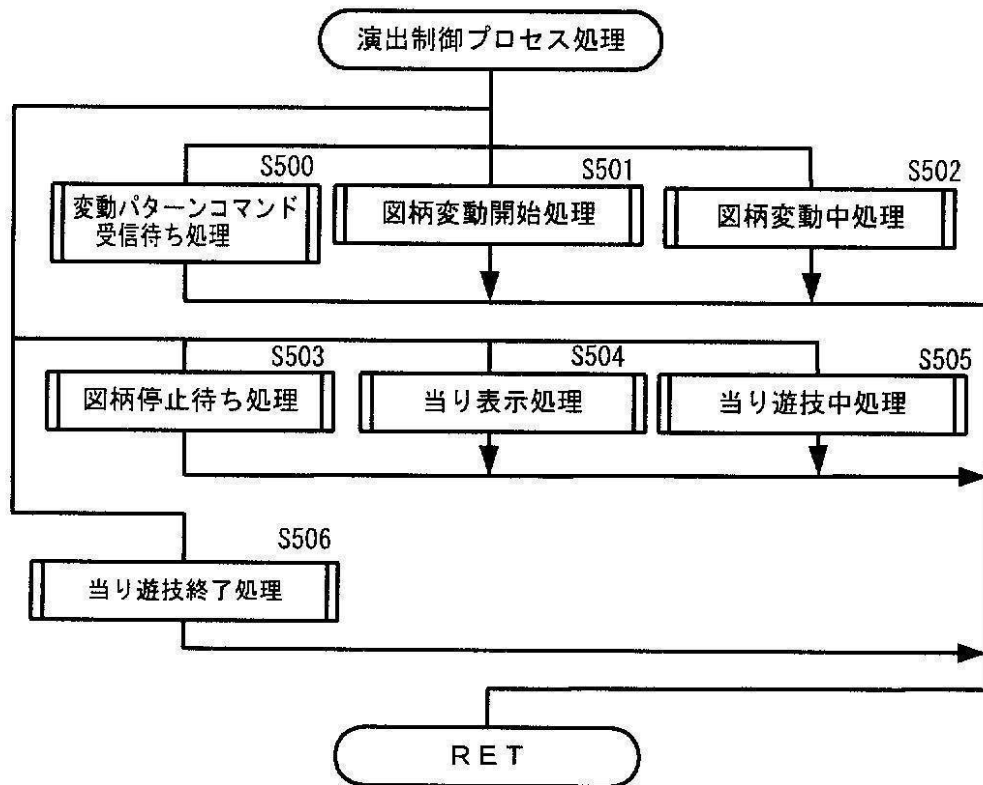 演出制御プロセス処理
S500
変動パターンコマンド
受信待ち処理
S501
図柄変動開始処理
S502
図柄変動中処理
S503
図柄停止待ち処理
S504
当り表示処理
S505
当り遊技中処理
S506
当り遊技終了処理
RET